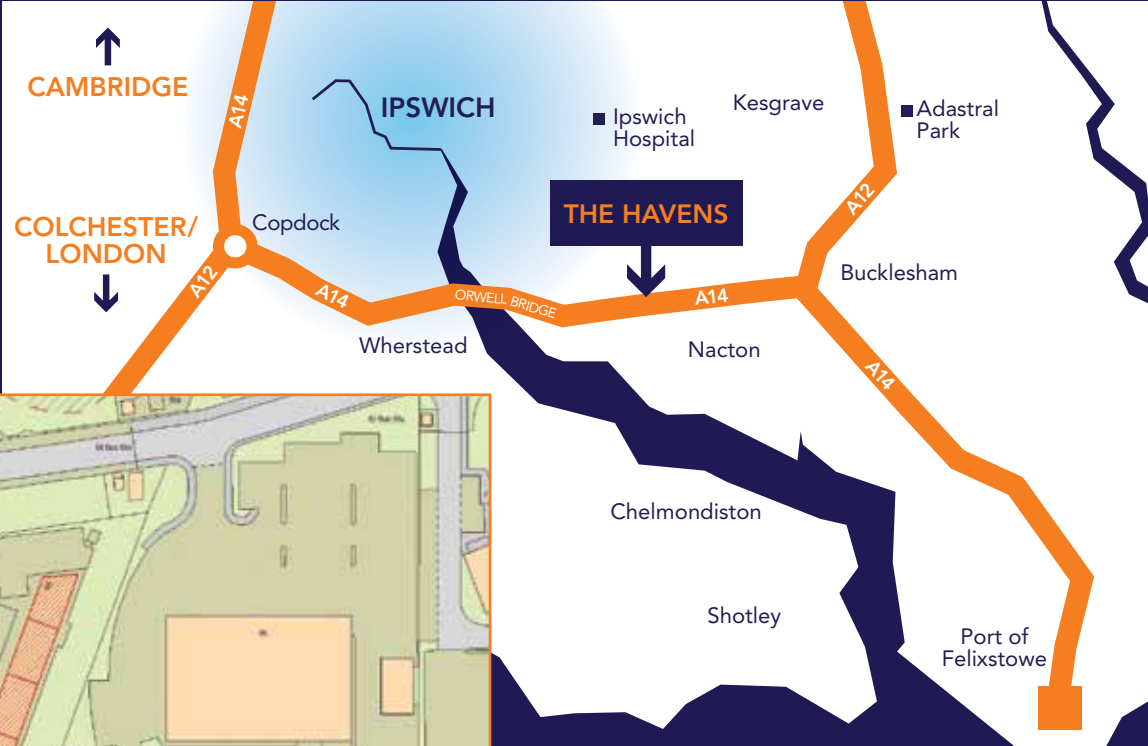 CAMBRIDGE
A14
IPSWICH
Ipswich
Hospital
Kesgrave
Adastral
Park
COLCHESTER/
LONDON
Copdock
THE HAVENS
A12
A12
A14
ORWELL BRIDGE
A14
Bucklesham
Wherstead
Nacton
A14
Chelmondiston
Shotley
Port of
Felixstowe